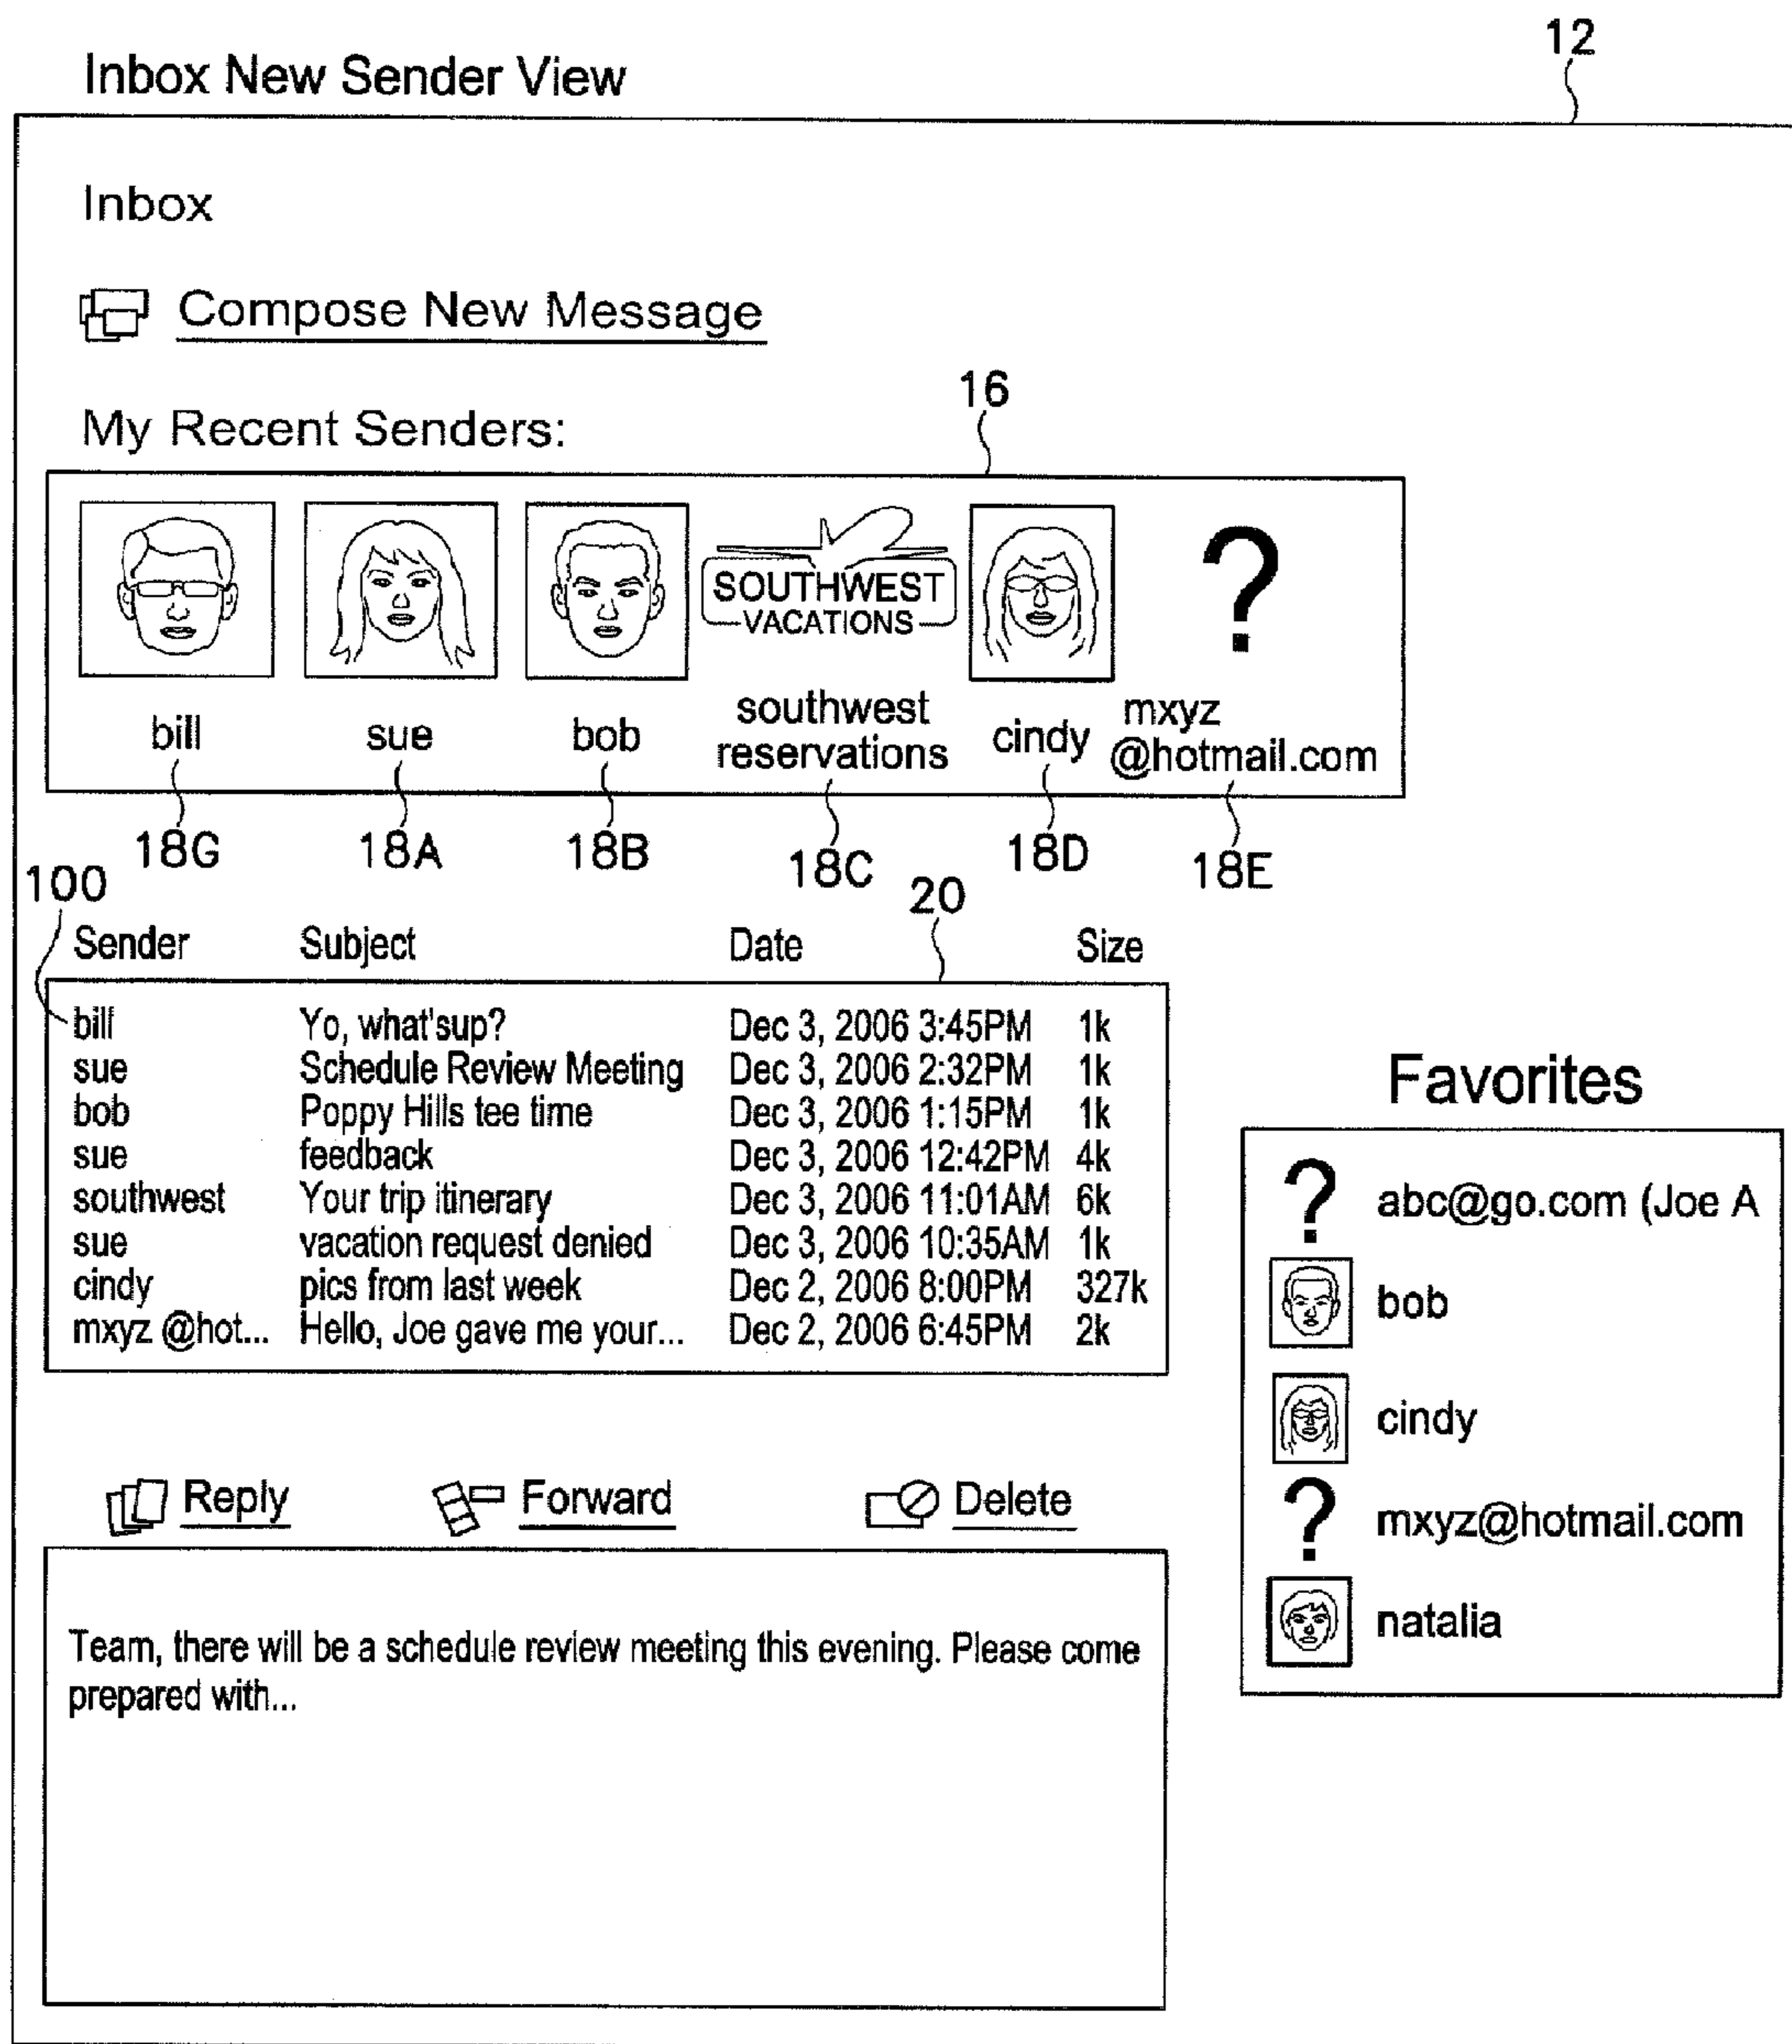 12
Inbox New Sender View
Inbox
Compose New Message
16
My Recent Senders:
SOUTHWEST
VACATIONS
?
bill sue bob southwest reservations cindy mxyz @hotmail.com
18G 18A 18B 18C 18D 18E
100 20
Sender Subject Date Size
bill Yo, what'sup? Dec 3, 2006 3:45PM 1k
sue Schedule Review Meeting Dec 3, 2006 2:32PM 1k
bob Poppy Hills tee time Dec 3, 2006 1:15PM 1k
sue feedback Dec 3, 2006 12:42PM 4k
southwest Your trip itinerary Dec 3, 2006 11:01AM 6k
sue vacation request denied Dec 3, 2006 10:35AM 1k
cindy pics from last week Dec 2, 2006 8:00PM 327k
mxyz @hot... Hello, Joe gave me your... Dec 2, 2006 6:45PM 2k
Favorites
? abc@go.com (Joe A
bob
cindy
? mxyz@hotmail.com
natalia
Reply Forward Delete
Team, there will be a schedule review meeting this evening. Please come
prepared with...